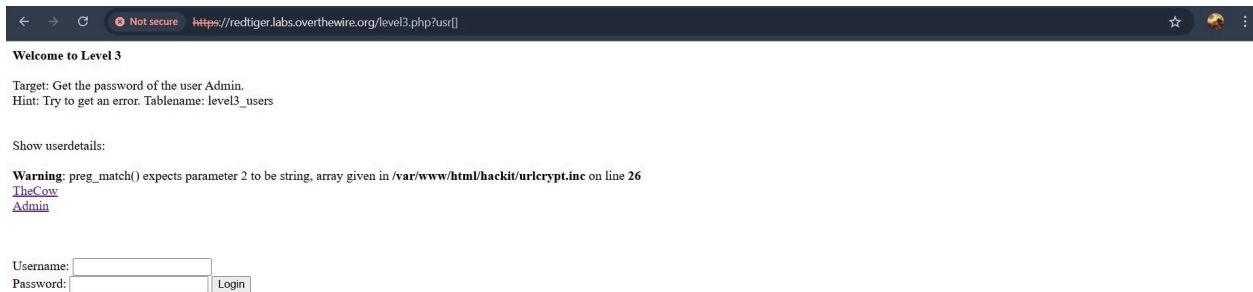 Not secure https://redtiger.labs.overthewire.org/level3.php?usr[]
Welcome to Level 3
Target: Get the password of the user Admin.
Hint: Try to get an error. Tablename: level3_users
Show userdetails:
Warning: preg_match() expects parameter 2 to be string, array given in /var/www/html/hackit/urlcrypt.inc on line 26
TheCow
Admin
Username:
Password: Login